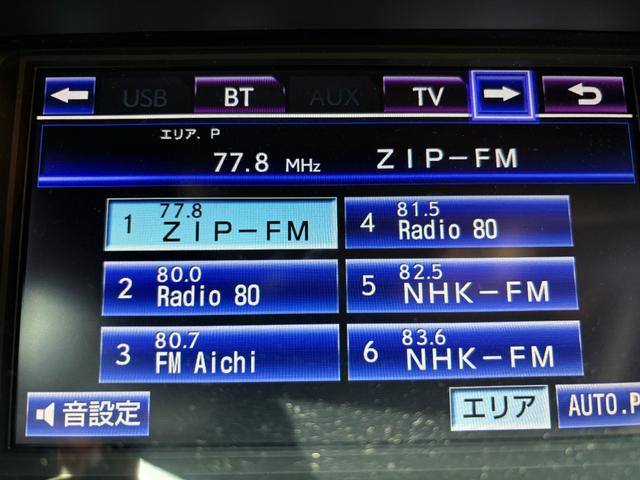 USB BT AUX TV
エリア. P
77.8 MHz ZIP-FM
1 77.8 ZIP-FM
2 80.0 Radio 80
3 80.7 FM Aichi
4 81.5 Radio 80
5 82.5 NHK-FM
6 83.6 NHK-FM
音設定 エリア AUTO.P